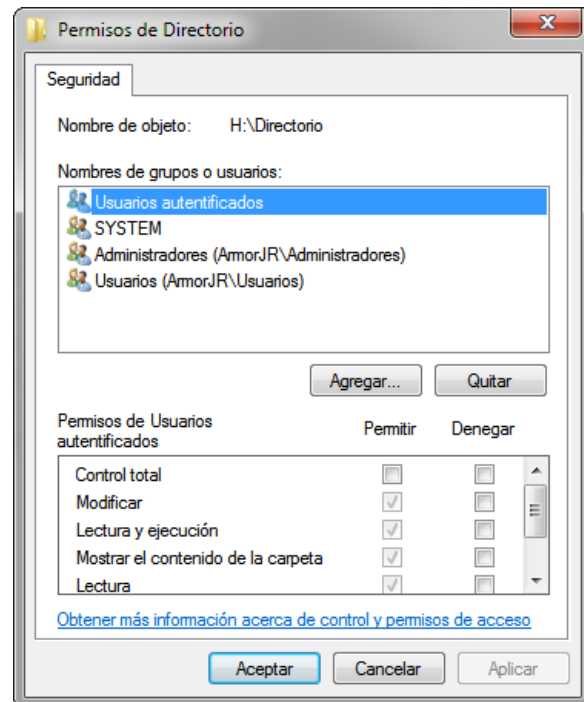 Permisos de Directorio
Seguridad
Nombre de objeto: H:\Directorio
Nombres de grupos o usuarios:
Usuarios autentificados
SYSTEM
Administradores (ArmorJR\Administradores)
Usuarios (ArmorJR\Usuarios)
Agregar... Quitar
Permisos de Usuarios
autentificados Permitir Denegar
Control total
Modificar
Lectura y ejecución
Mostrar el contenido de la carpeta
Lectura
Obtener más información acerca de control y permisos de acceso
Aceptar Cancelar Aplicar